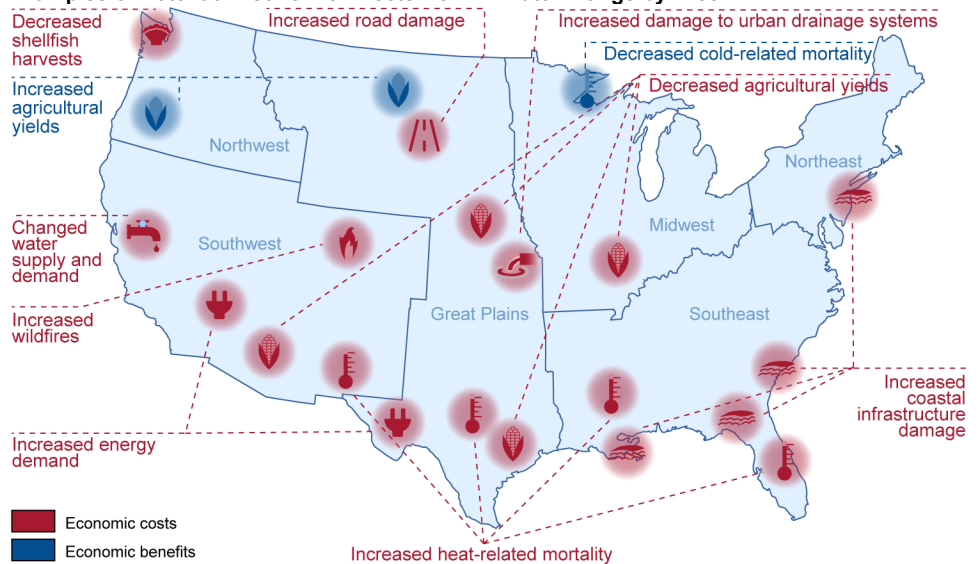 Decreased
shellfish
harvests
Increased road damage
Increased damage to urban drainage systems
Decreased cold-related mortality
Decreased agricultural yields
Increased
agricultural
yields
Northwest
Northeast
Midwest
Changed
water
supply and
demand
Southwest
Great Plains
Southeast
Increased
wildfires
Increased
coastal
infrastructure
damage
Increased energy
demand
Economic costs
Economic benefits
Increased heat-related mortality